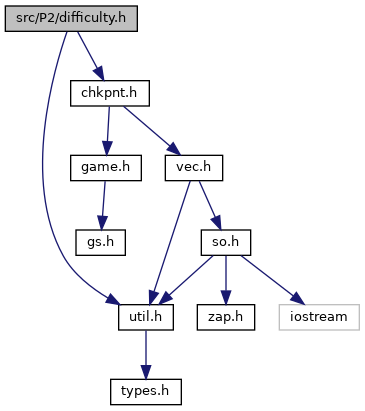 src/P2/difficulty.h
chkpnt.h
game.h
vec.h
gs.h
so.h
util.h
zap.h
iostream
types.h